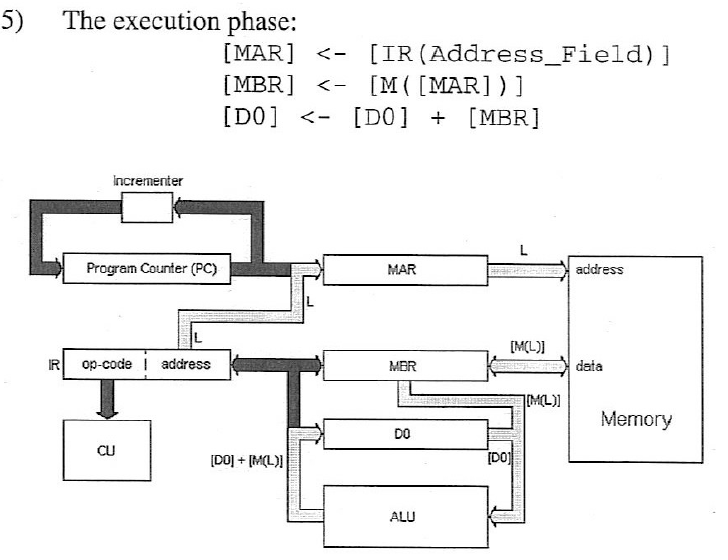 5) The execution phase:
[MAR] <- [IR(Address_Field)]
[MBR] <- [M([MAR])]
[D0] <- [D0] + [MBR]
Incrementer
Program Counter (PC)
MAR
L
address
L
L
IR
op-code | address
MBR
[M(L)]
data
[M(L)]
Memory
CU
D0
[D0] + [M(L)]
[D0]
ALU